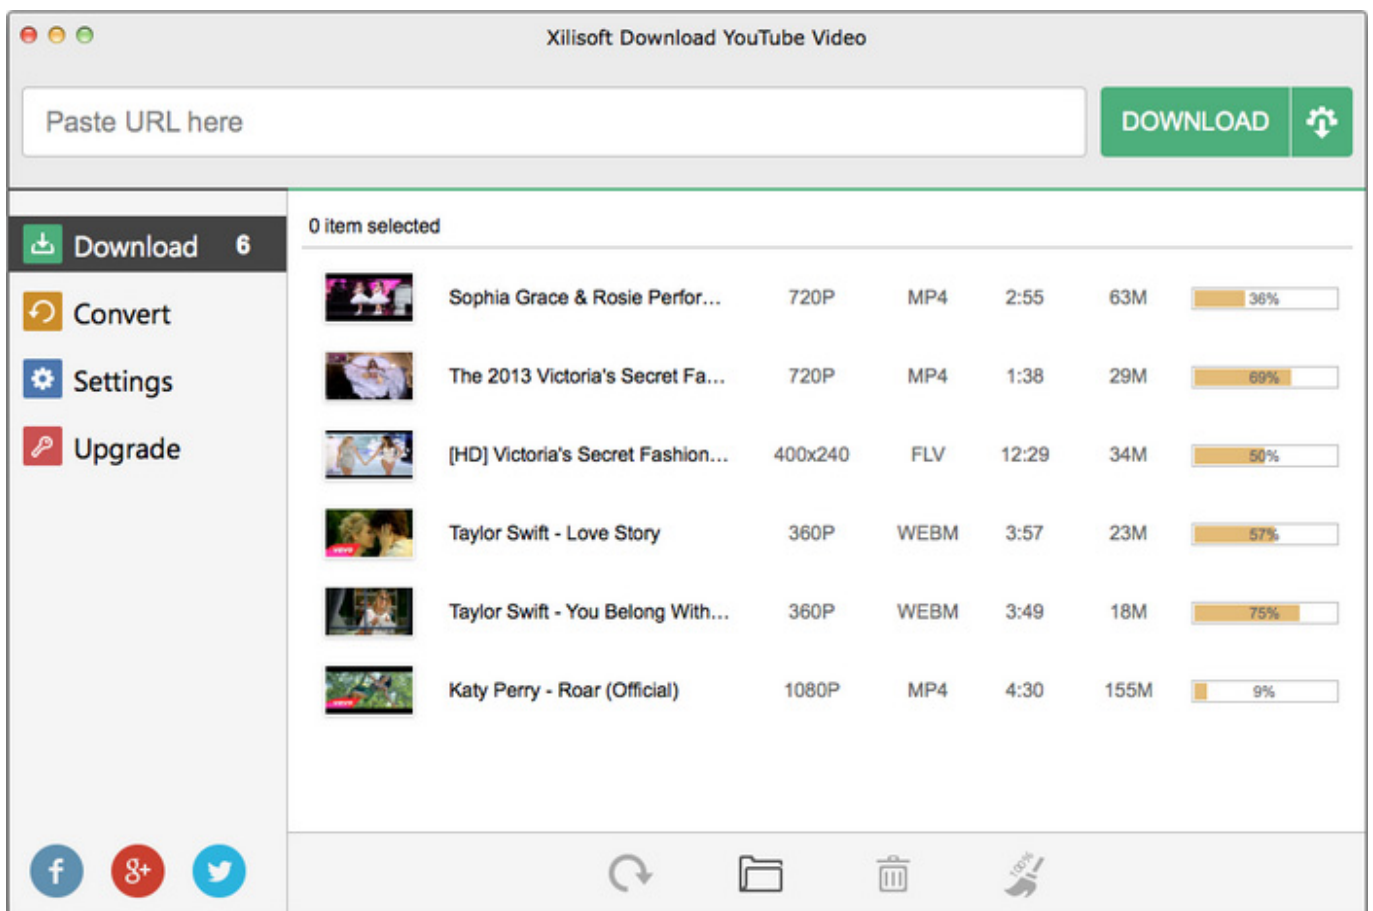 Xilisoft Download YouTube Video
Paste URL here
DOWNLOAD
Download 6
Convert
Settings
Upgrade
0 item selected
Sophia Grace & Rosie Perfor... 720P MP4 2:55 63M 36%
The 2013 Victoria's Secret Fa... 720P MP4 1:38 29M 69%
[HD] Victoria's Secret Fashion... 400x240 FLV 12:29 34M 50%
vevo
Taylor Swift - Love Story 360P WEBM 3:57 23M 57%
Taylor Swift - You Belong With... 360P WEBM 3:49 18M 75%
vevo
Katy Perry - Roar (Official) 1080P MP4 4:30 155M 9%
f 8+
100%